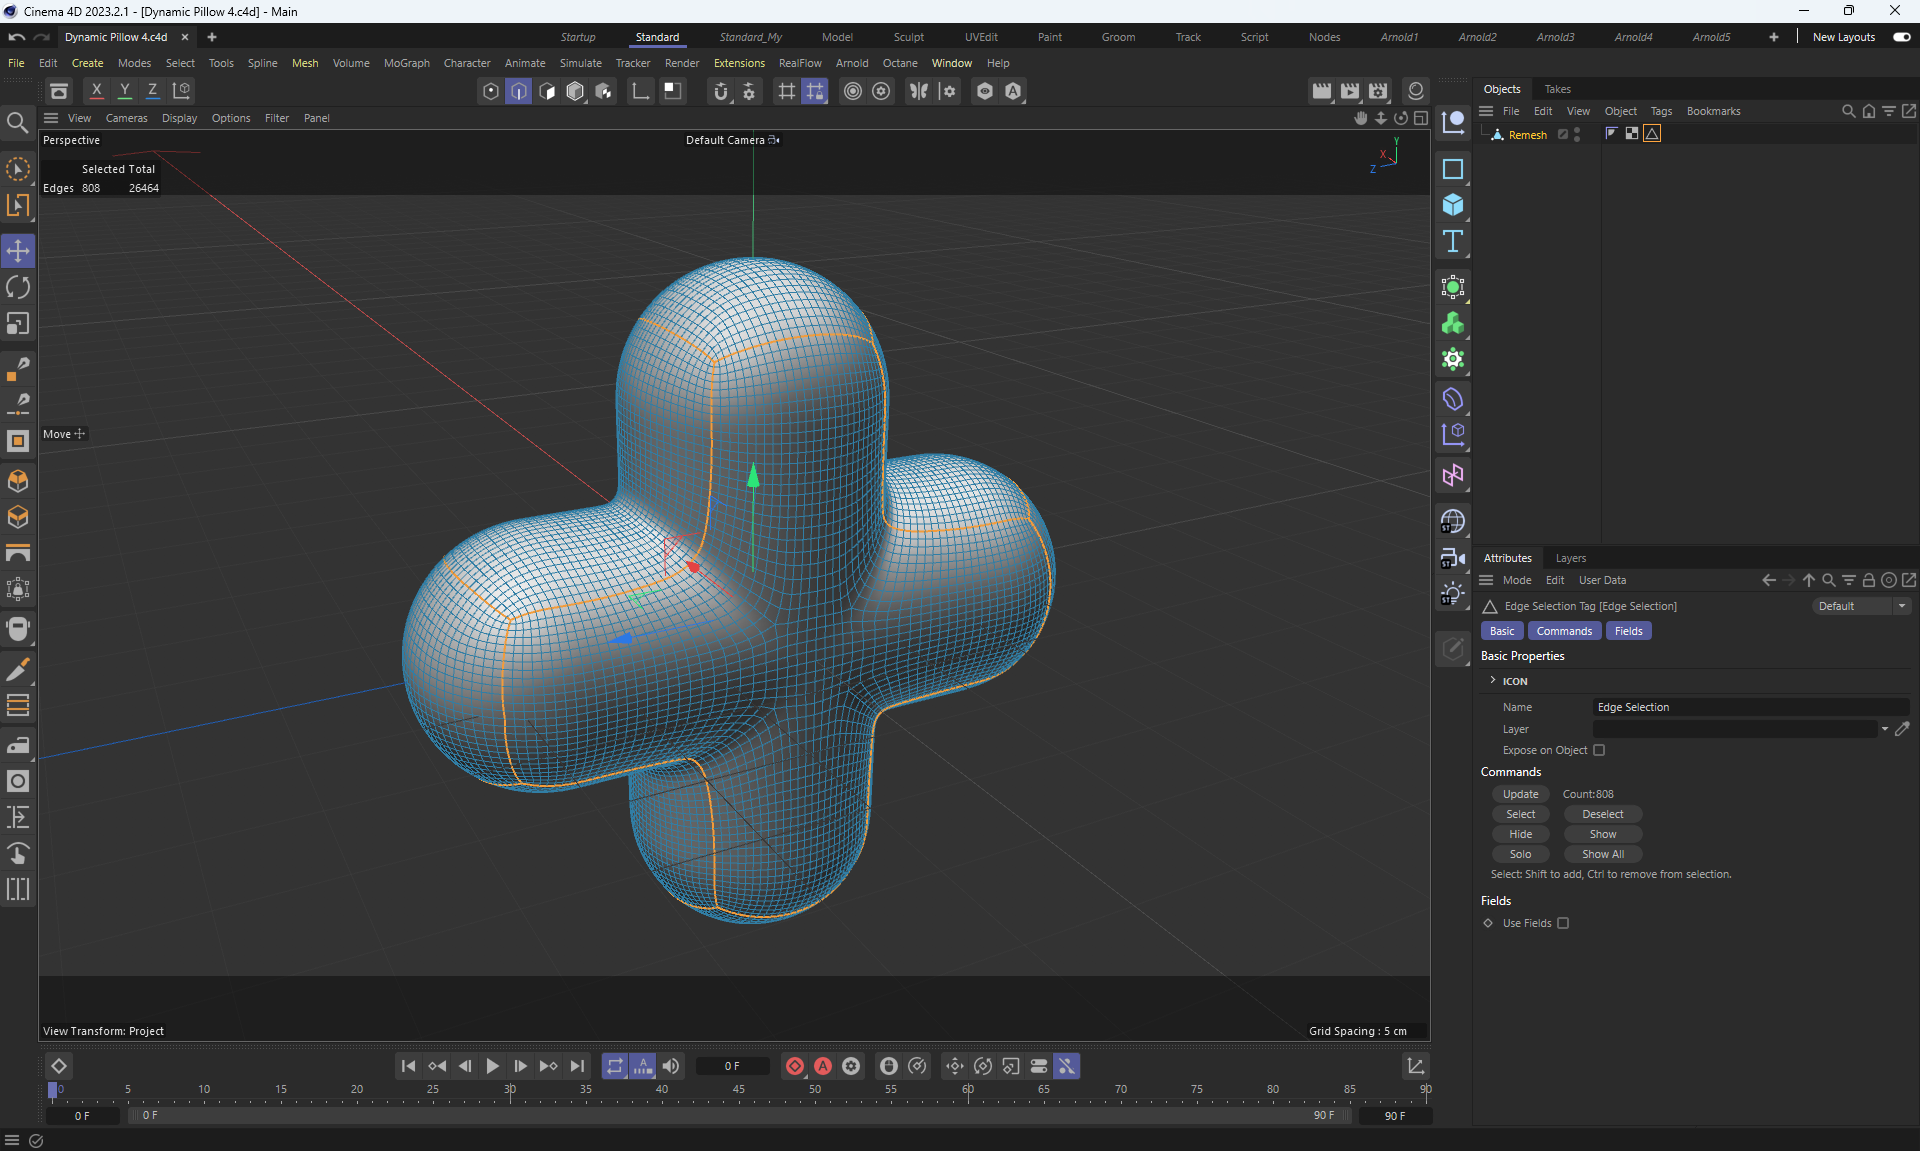 Cinema 4D 2023.2.1 - [Dynamic Pillow 4.c4d] - Main
Dynamic Pillow 4.c4d × +
Startup Standard Standard_My Model Sculpt UVEdit Paint Groom Track Script Nodes Arnold1 Arnold2 Arnold3 Arnold4 Arnold5 + New Layouts
File Edit Create Modes Select Tools Spline Mesh Volume MoGraph Character Animate Simulate Tracker Render Extensions RealFlow Arnold Octane Window Help
X Y Z
View Cameras Display Options Filter Panel
Perspective
Default Camera
Selected Total
Edges 808 26464
Y
X
Z
Move
View Transform: Project
Grid Spacing : 5 cm
ST
ST
ST
Objects Takes
File Edit View Object Tags Bookmarks
Remesh
Attributes Layers
Mode Edit User Data
Edge Selection Tag [Edge Selection]
Default
Basic Commands Fields
Basic Properties
ICON
Name Edge Selection
Layer
Expose on Object
Commands
Update Count:808
Select Deselect
Hide Show
Solo Show All
Select: Shift to add, Ctrl to remove from selection.
Fields
Use Fields
A
0 F
A
0 5 10 15 20 25 30 35 40 45 50 55 60 65 70 75 80 85 90
0 F 0 F 90 F 90 F